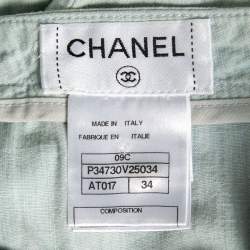 CHANEL
MADE IN ITALY
FABRIQUE EN ITALIE
09C
P34730V25034
AT017 34
COMPOSITION